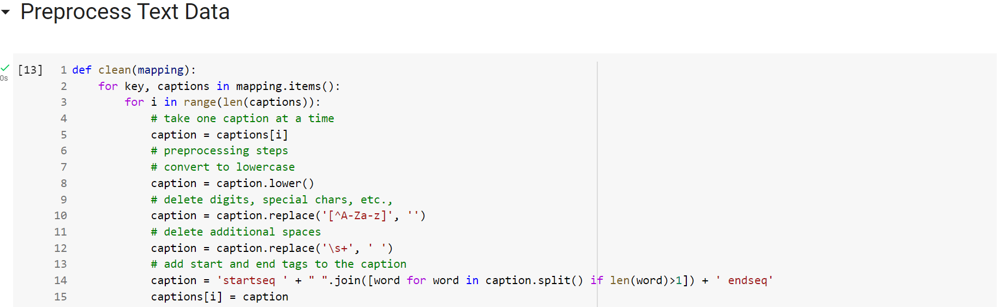 Preprocess Text Data
[13] 1 def clean(mapping):
0s
2     for key, captions in mapping.items():
3         for i in range(len(captions)):
4             # take one caption at a time
5             caption = captions[i]
6             # preprocessing steps
7             # convert to lowercase
8             caption = caption.lower()
9             # delete digits, special chars, etc.,
10             caption = caption.replace('[^A-Za-z]', '')
11             # delete additional spaces
12             caption = caption.replace('\s+', ' ')
13             # add start and end tags to the caption
14             caption = 'startseq ' + " ".join([word for word in caption.split() if len(word)>1]) + ' endseq'
15             captions[i] = caption